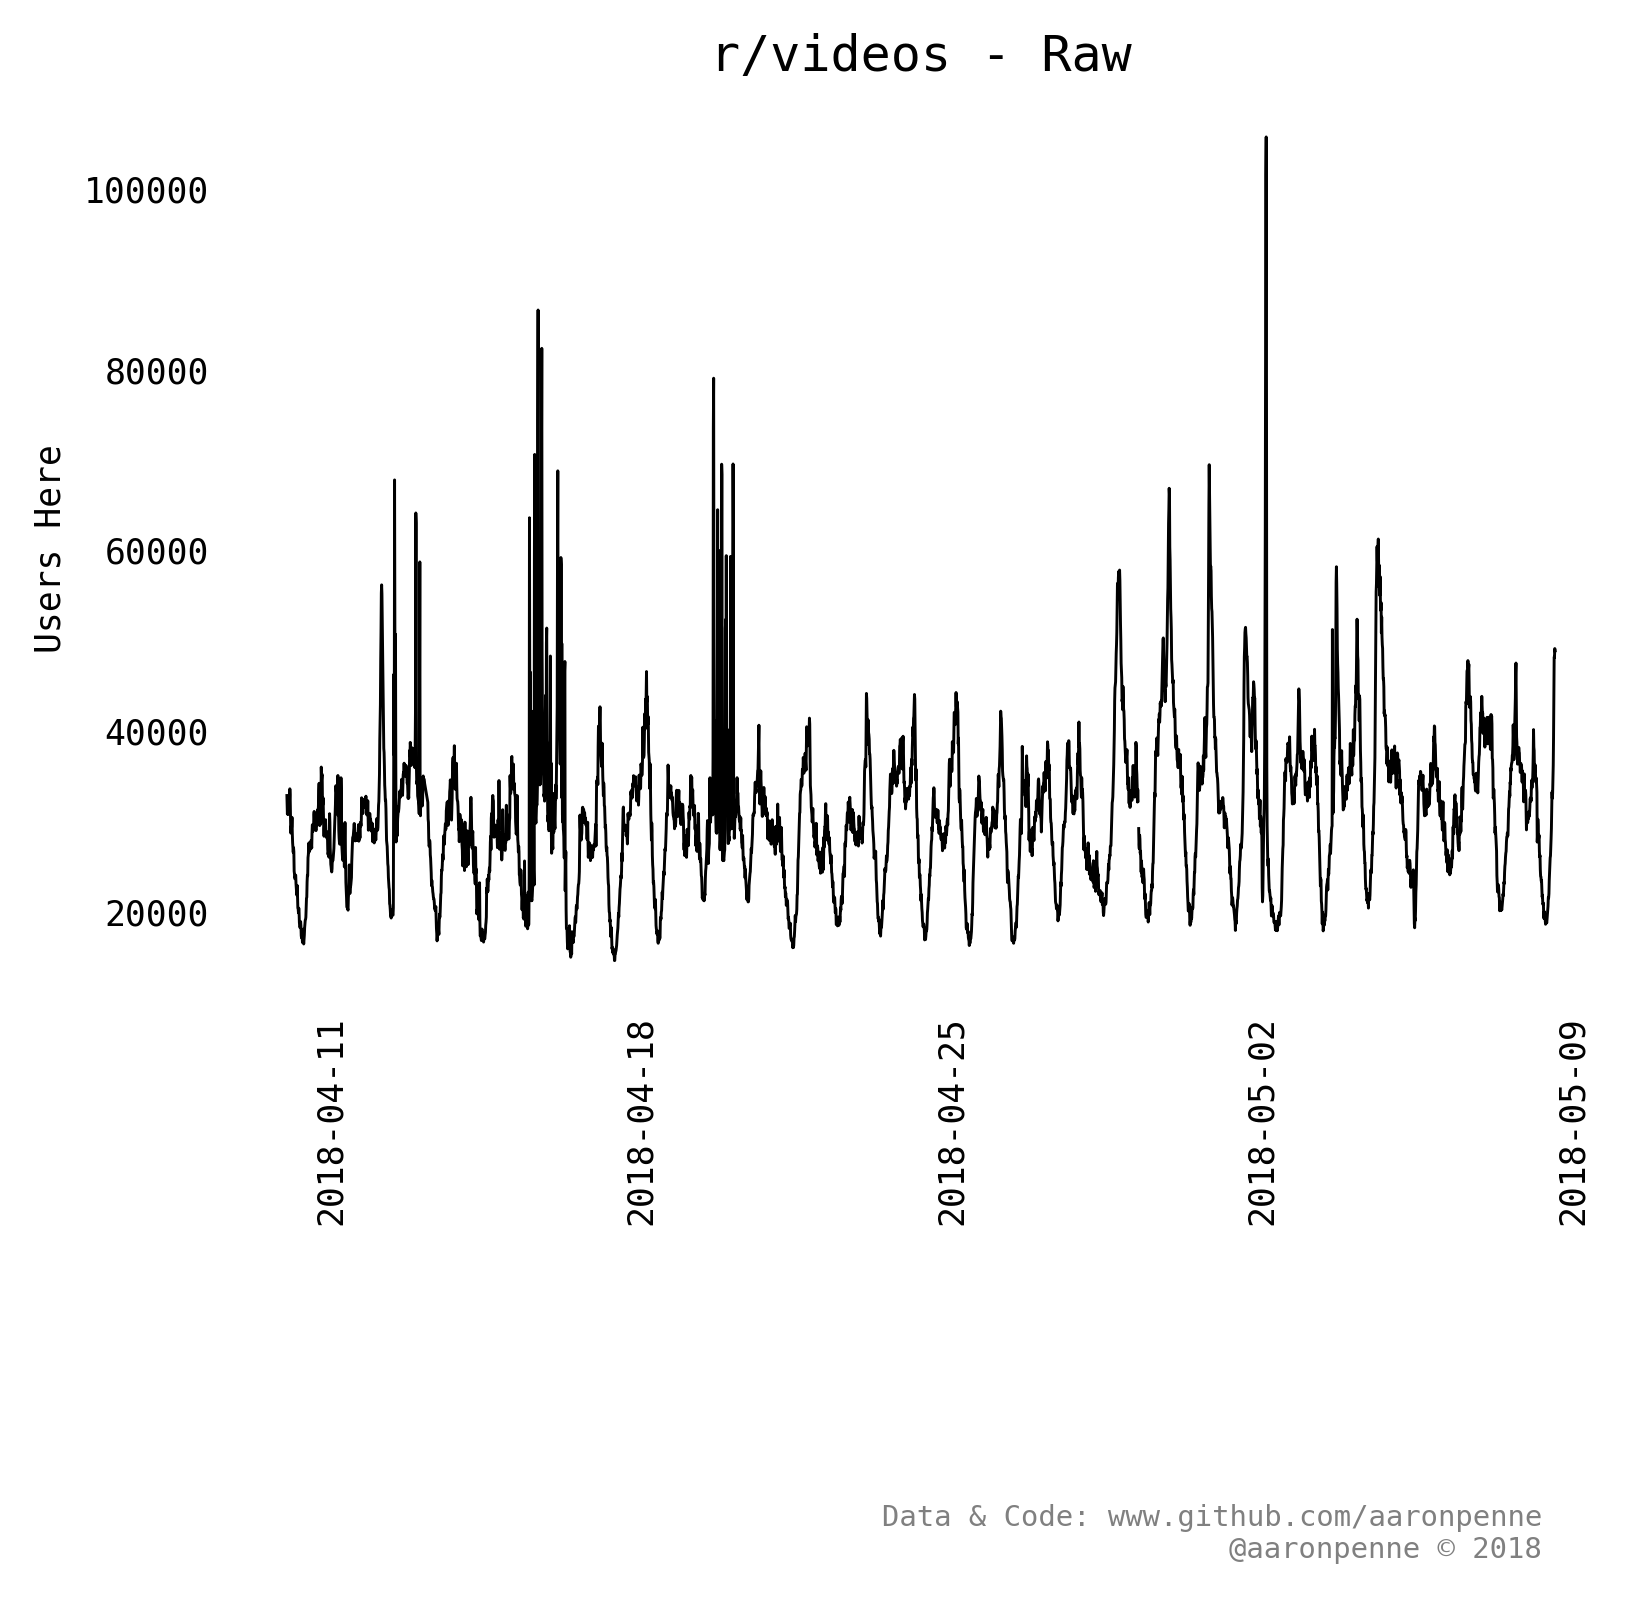 r/videos - Raw
100000
80000
60000
40000
20000
Users Here
2018-04-11
2018-04-18
2018-04-25
2018-05-02
2018-05-09
Data & Code: www.github.com/aaronpenne
@aaronpenne © 2018